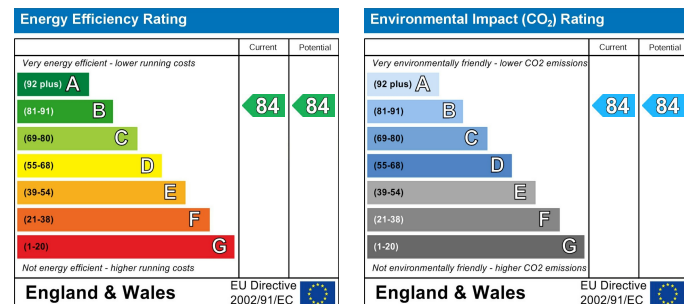 Energy Efficiency Rating
Current Potential
Very energy efficient - lower running costs
(92 plus) A
(81-91) B
84 84
(69-80) C
(55-68) D
(39-54) E
(21-38) F
(1-20) G
Not energy efficient - higher running costs
England & Wales
EU Directive
2002/91/EC
Environmental Impact (CO₂) Rating
Current Potential
Very environmentally friendly - lower CO2 emissions
(92 plus) A
(81-91) B
84 84
(69-80) C
(55-68) D
(39-54) E
(21-38) F
(1-20) G
Not environmentally friendly - higher CO2 emissions
England & Wales
EU Directive
2002/91/EC